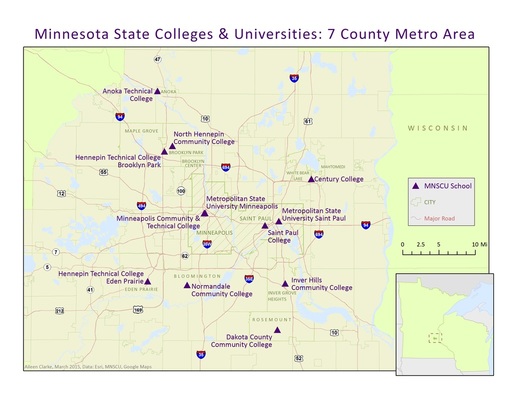 Minnesota State Colleges & Universities: 7 County Metro Area
47
35
Anoka Technical
College
ANOKA
94
10
61
MAPLE GROVE
North Hennepin
Community College
WISCONSIN
Hennepin Technical College
Brooklyn Park
BROOKLYN PARK
BROOKLYN
CENTER
694
55
MAHTOMEDI
WHITE BEAR
LAKE
Century College
MNSCU School
CITY
Major Road
12
100
494
Metropolitan State
University Minneapolis
Minneapolis Community &
Technical College
SAINT PAUL
Metropolitan State
University Saint Paul
94
MINNEAPOLIS
Saint Paul
College
694
0 2.5 5 10 Mi
7
62
5
Hennepin Technical College
Eden Prairie
BLOOMINGTON
41
EDEN PRAIRIE
Normandale
Community College
Inver Hills
Community College
INVER GROVE
HEIGHTS
212
169
ROSEMOUNT
Dakota County
Community College
10
35
52
Aileen Clarke, March 2013, Data: Esri, MNSCU, Google Maps